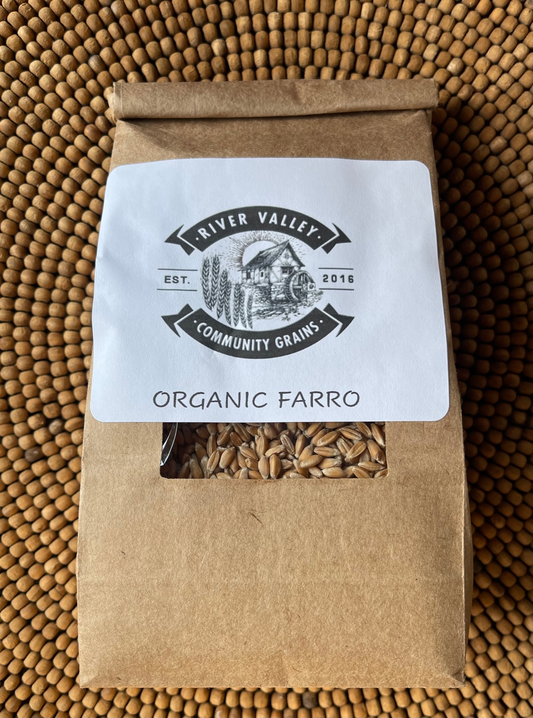 · RIVER VALLEY ·
EST. 2016
· COMMUNITY GRAINS ·
ORGANIC FARRO